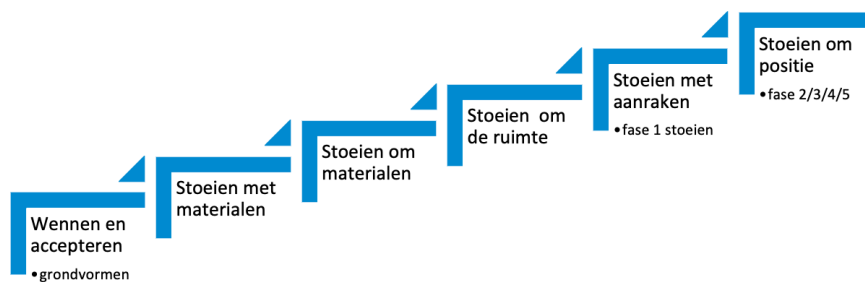 Wennen en
accepteren
•grondvormen
Stoeien met
materialen
Stoeien om
materialen
Stoeien om
de ruimte
Stoeien met
aanraken
•fase 1 stoeien
Stoeien om
positie
•fase 2/3/4/5